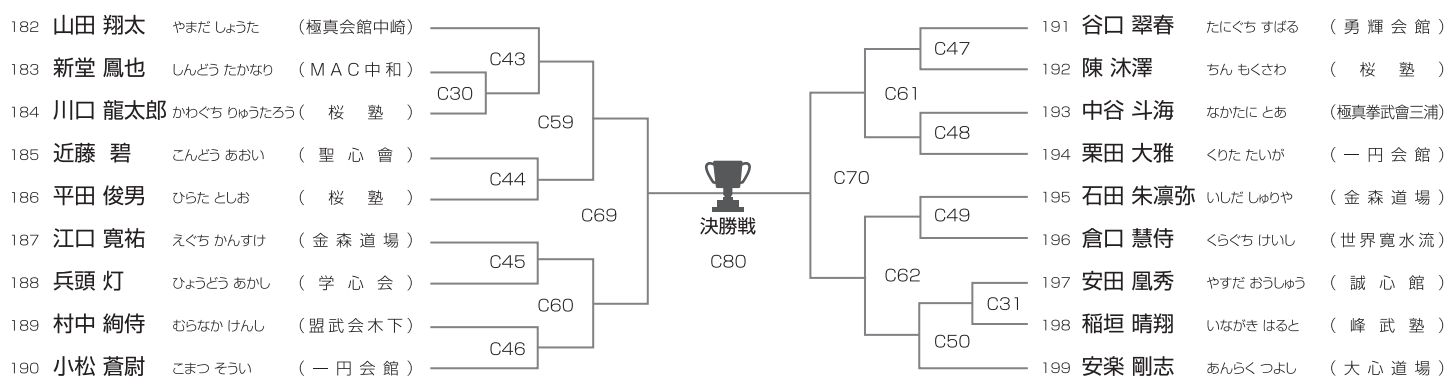 182 山田 翔太 やまだ しょうた (極真会館中崎)
183 新堂 鳳也 しんどう たかなり (MAC中和)
184 川口 龍太郎 かわぐち りゅうたろう (桜塾)
185 近藤 碧 こんどう あおい (聖心會)
186 平田 俊男 ひらた としお (桜塾)
187 江口 寛祐 えぐち かんすけ (金森道場)
188 兵頭 灯 ひょうどう あかし (学心会)
189 村中 絢侍 むらなか けんし (盟武会木下)
190 小松 蒼尉 こまつ そうい (一円会館)
C43
C30
C59
C44
C69
C45
C60
C46
決勝戦
C80
C47
C61
C48
C70
C49
C62
C31
C50
191 谷口 翠春 たにぐち すばる (勇輝会館)
192 陳 沐澤 ちん もくさわ (桜塾)
193 中谷 斗海 なかたに とあ (極真拳武會三浦)
194 栗田 大雅 くりた たいが (一円会館)
195 石田 朱凛弥 いしだ しゅりや (金森道場)
196 倉口 慧侍 くらぐち けいし (世界寛水流)
197 安田 凰秀 やすだ おうしゅう (誠心館)
198 稲垣 晴翔 いながき はると (峰武塾)
199 安楽 剛志 あんらく つよし (大心道場)